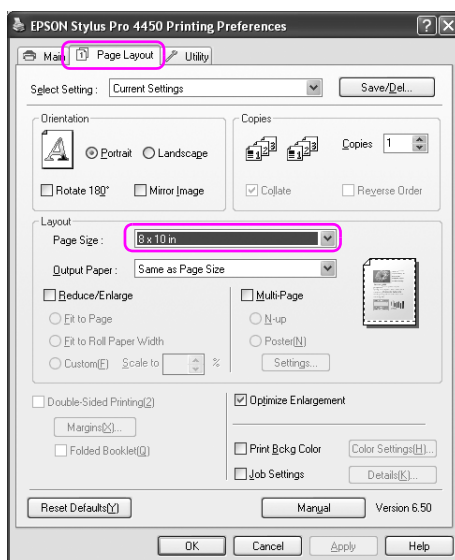 EPSON Stylus Pro 4450 Printing Preferences
Main Page Layout Utility
Select Setting : Current Settings Save/Del...
Orientation
Portrait Landscape
Rotate 180° Mirror Image
Copies
Copies 1
Collate Reverse Order
Layout
Page Size : 8 x 10 in
Output Paper : Same as Page Size
Reduce/Enlarge
Fit to Page
Fit to Roll Paper Width
Custom(F) Scale to %
Multi-Page
N-up
Poster(N)
Settings...
Double-Sided Printing(2)
Margins(X)...
Folded Booklet(Q)
Optimize Enlargement
Print Bckg Color Color Settings(H)...
Job Settings Details(K)...
Reset Defaults(Y) Manual Version 6.50
OK Cancel Apply Help